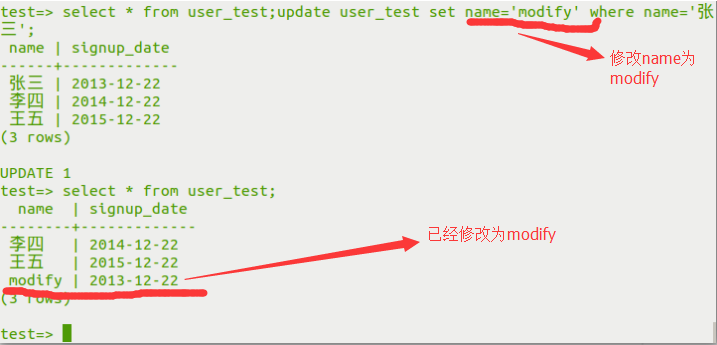 test=> select * from user_test;update user_test set name='modify' where name='张
三';
name | signup_date
------+-------------
张三 | 2013-12-22
李四 | 2014-12-22
王五 | 2015-12-22
(3 rows)
修改name为
modify
UPDATE 1
test=> select * from user_test;
name | signup_date
--------+-------------
李四 | 2014-12-22
王五 | 2015-12-22
modify | 2013-12-22
(3 rows)
已经修改为modify
test=>